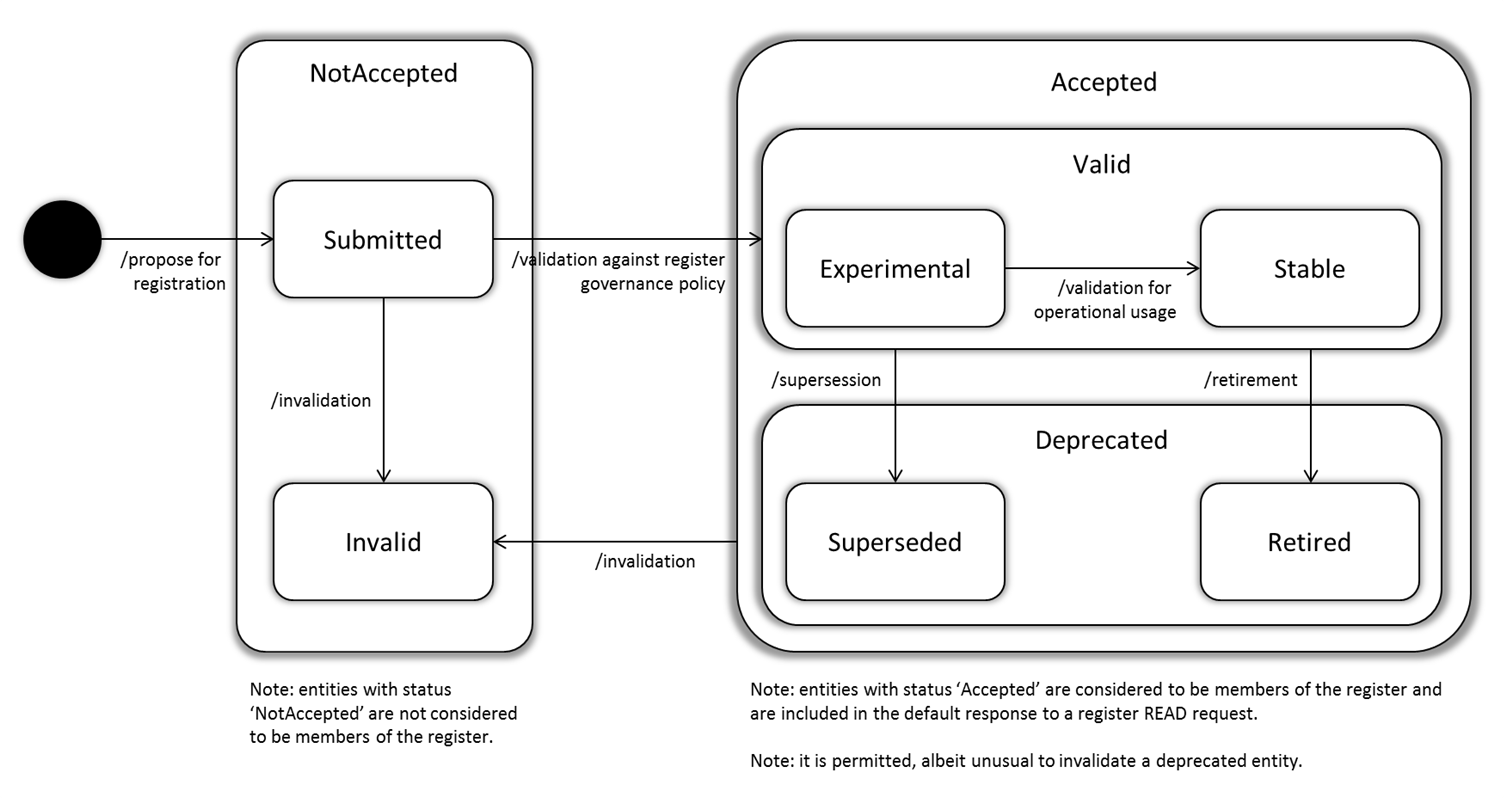 NotAccepted
Accepted
Valid
Submitted
/propose for
registration
/validation against register
governance policy
Experimental
Stable
/validation for
operational usage
/invalidation
/supersession
/retirement
Deprecated
Invalid
/invalidation
Superseded
Retired
Note: entities with status
‘NotAccepted’ are not considered
to be members of the register.
Note: entities with status ‘Accepted’ are considered to be members of the register and
are included in the default response to a register READ request.
Note: it is permitted, albeit unusual to invalidate a deprecated entity.